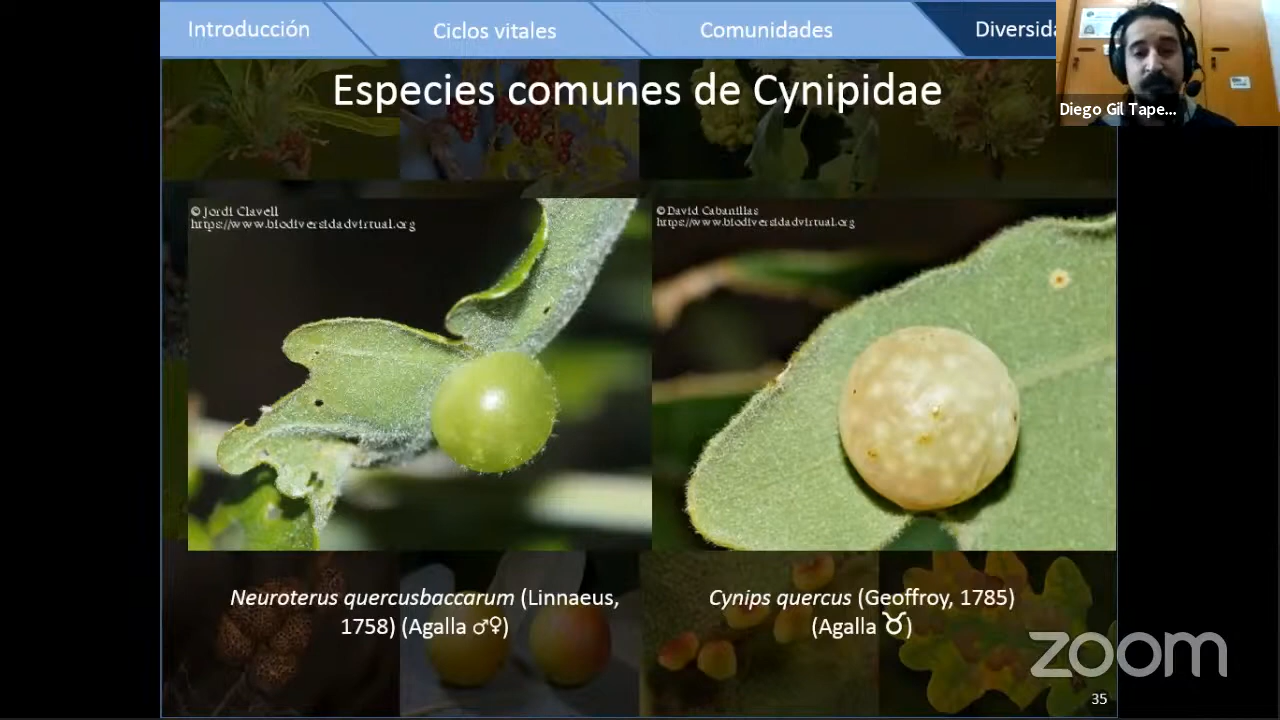 Introducción
Ciclos vitales
Comunidades
Diversida
Diego Gil Tape...
Especies comunes de Cynipidae
© Jordi Clavell
https://www.biodiversidadvirtual.org
© David Cabanillas
https://www.biodiversidadvirtual.org
Neuroterus quercusbaccarum (Linnaeus,
1758) (Agalla ♂♀)
Cynips quercus (Geoffroy, 1785)
(Agalla ♉)
zoom
35